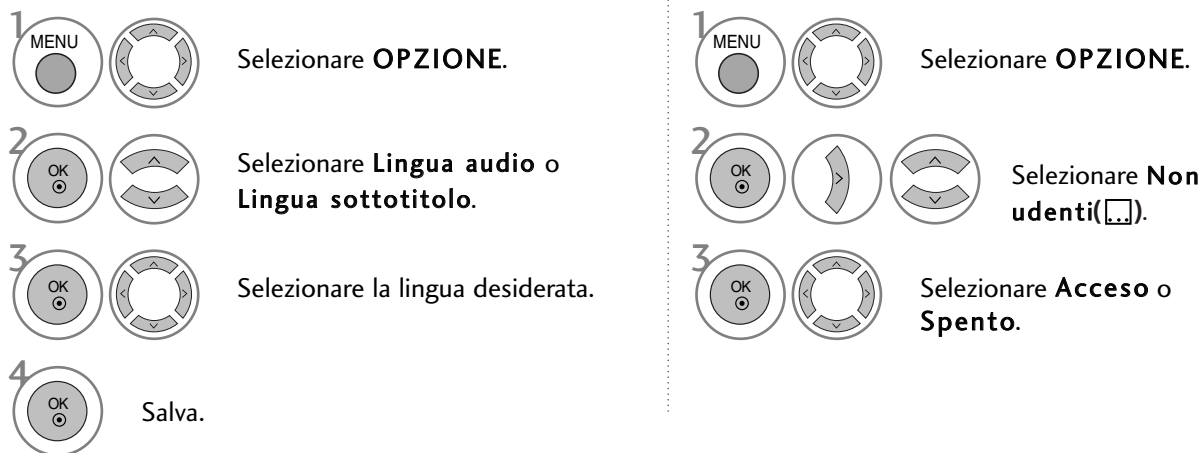 1
MENU
Selezionare OPZIONE.
2
OK
Selezionare Lingua audio o
Lingua sottotitolo.
3
OK
Selezionare la lingua desiderata.
4
OK
Salva.
1
MENU
Selezionare OPZIONE.
2
OK
Selezionare Non
udenti(...).
3
OK
Selezionare Acceso o
Spento.